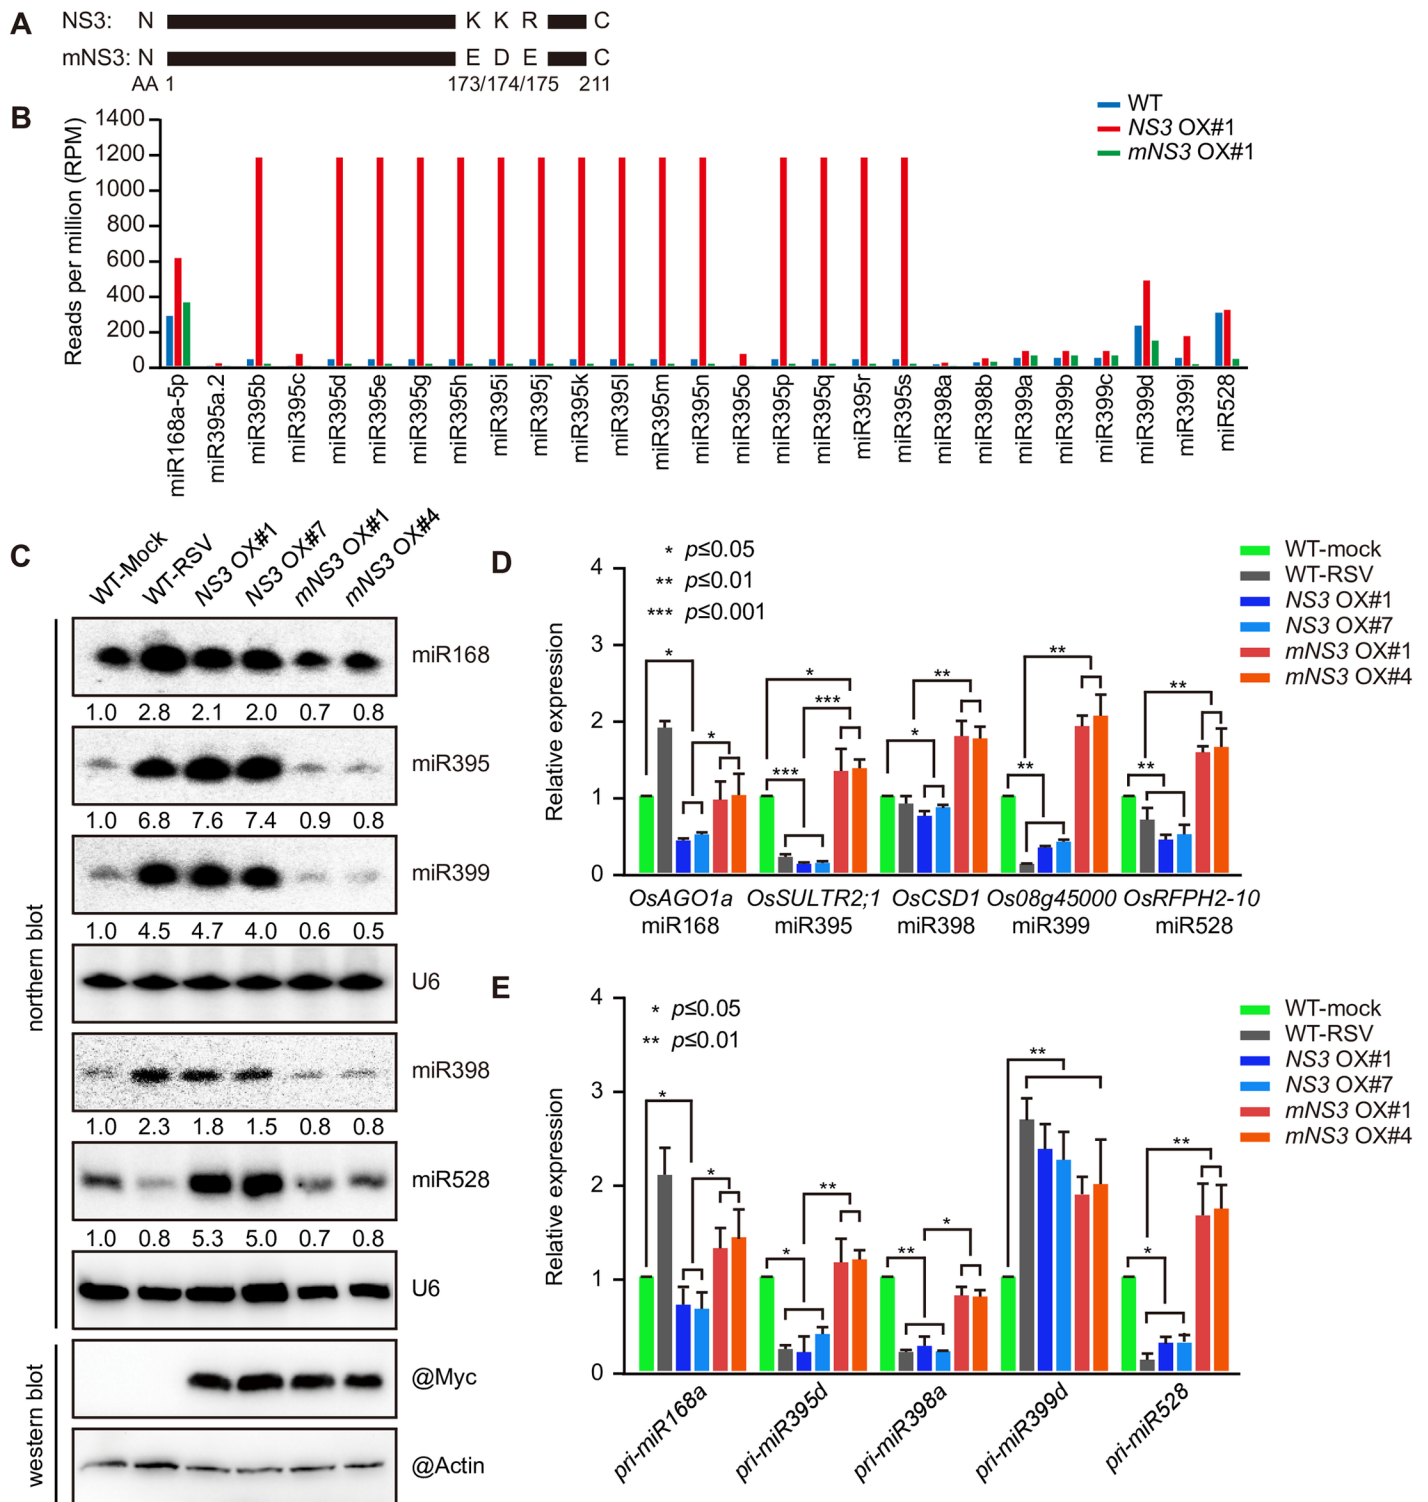 A
NS3: N K K R C
mNS3: N E D E C
AA 1 173/174/175 211
B
Reads per million (RPM)
1400
1200
1000
800
600
400
200
0
WT
NS3 OX#1
mNS3 OX#1
miR168a-5p
miR395a.2
miR395b
miR395c
miR395d
miR395e
miR395g
miR395h
miR395i
miR395j
miR395k
miR395l
miR395m
miR395n
miR395o
miR395p
miR395q
miR395r
miR395s
miR398a
miR398b
miR399a
miR399b
miR399c
miR399d
miR399i
miR528
C
WT-Mock
WT-RSV
NS3 OX#1
NS3 OX#7
mNS3 OX#1
mNS3 OX#4
northern blot
miR168
1.0 2.8 2.1 2.0 0.7 0.8
miR395
1.0 6.8 7.6 7.4 0.9 0.8
miR399
1.0 4.5 4.7 4.0 0.6 0.5
U6
miR398
1.0 2.3 1.8 1.5 0.8 0.8
miR528
1.0 0.8 5.3 5.0 0.7 0.8
U6
western blot
@Myc
@Actin
D
* p≤0.05
** p≤0.01
*** p≤0.001
Relative expression
4
3
2
1
0
* * *** * *** ** * ** ** ** **
WT-mock
WT-RSV
NS3 OX#1
NS3 OX#7
mNS3 OX#1
mNS3 OX#4
OsAGO1a OsSULTR2;1 OsCSD1 Os08g45000 OsRFPH2-10
miR168 miR395 miR398 miR399 miR528
E
* p≤0.05
** p≤0.01
Relative expression
4
3
2
1
0
* * * ** ** * ** * **
WT-mock
WT-RSV
NS3 OX#1
NS3 OX#7
mNS3 OX#1
mNS3 OX#4
pri-miR168a
pri-miR395d
pri-miR398a
pri-miR399d
pri-miR528